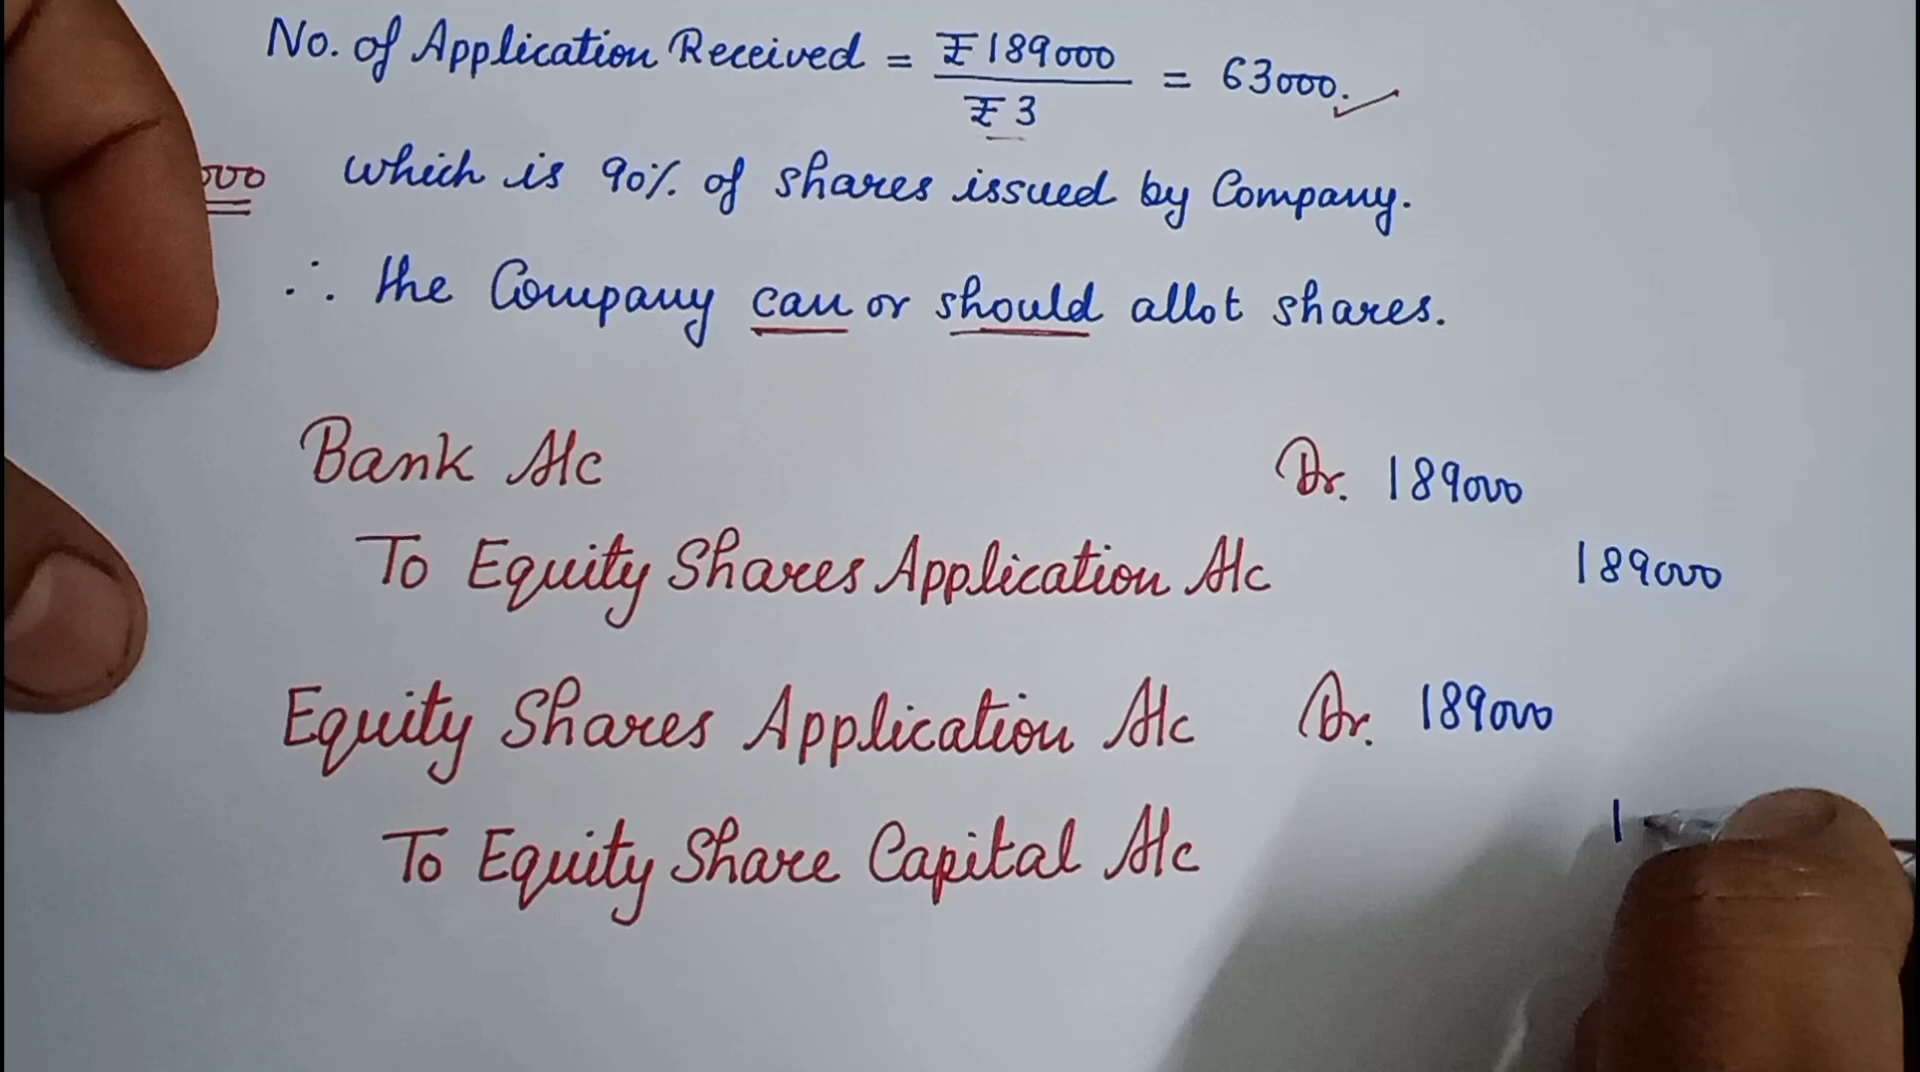 No. of Application Received = ₹189000 / ₹3 = 63000.
which is 90% of shares issued by Company.
∴ the Company can or should allot shares.
Bank A/c Dr. 189000
To Equity Shares Application A/c 189000
Equity Shares Application A/c Dr. 189000
To Equity Share Capital A/c 1